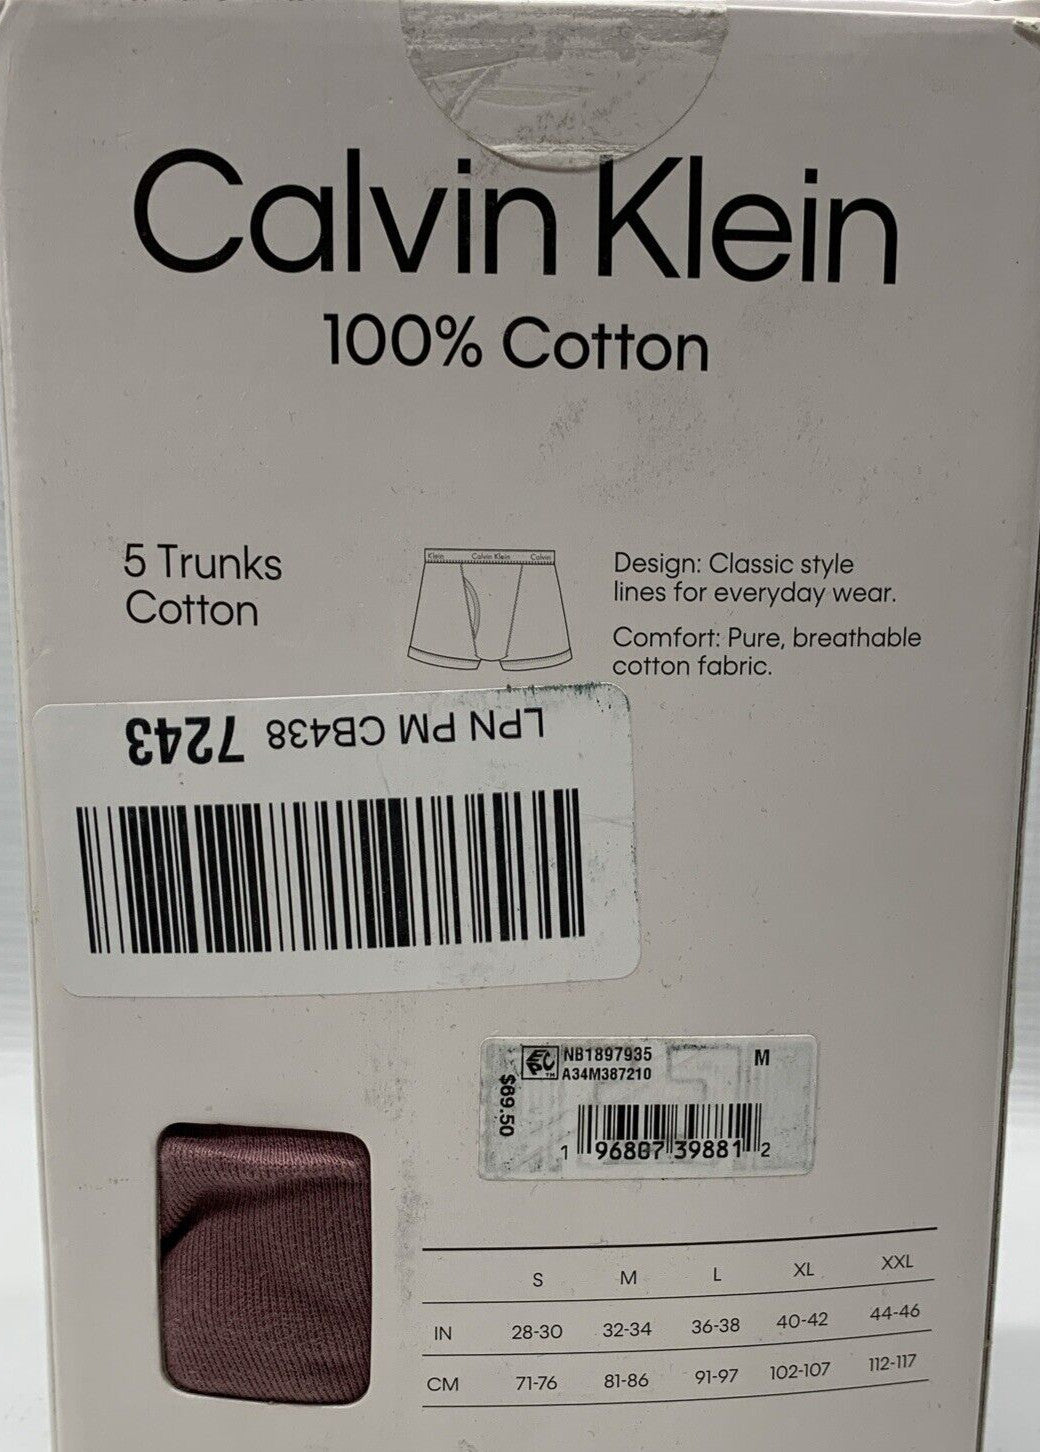 Calvin Klein
100% Cotton
5 Trunks
Cotton
Klein Calvin Klein Calvin
Design: Classic style
lines for everyday wear.
Comfort: Pure, breathable
cotton fabric.
LPN PM CB438 7243
EPC TM
NB1897935 M
A34M387210
$69.50
1 96807 39881 2
S M L XL XXL
IN 28-30 32-34 36-38 40-42 44-46
CM 71-76 81-86 91-97 102-107 112-117